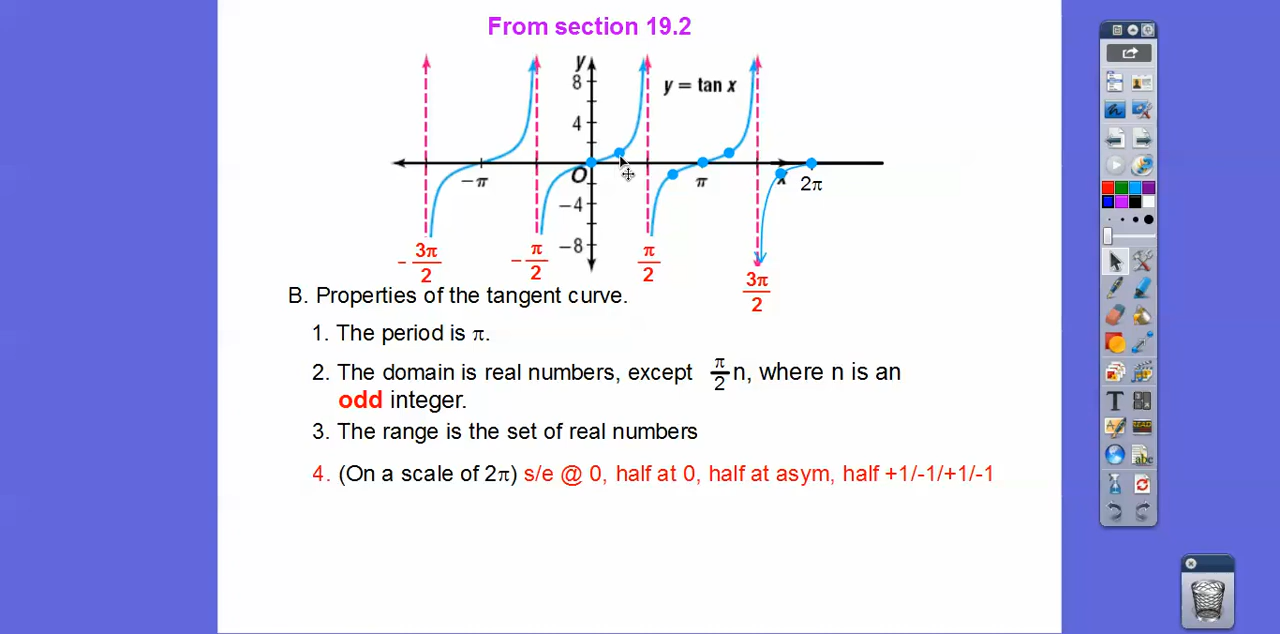 From section 19.2
y
8
y = tan x
4
−π
O
π
x
2π
−4
−8
- 3π/2
- π/2
π/2
3π/2
B. Properties of the tangent curve.
1. The period is π.
2. The domain is real numbers, except π/2 n, where n is an
odd integer.
3. The range is the set of real numbers
4. (On a scale of 2π) s/e @ 0, half at 0, half at asym, half +1/-1/+1/-1
T
abc